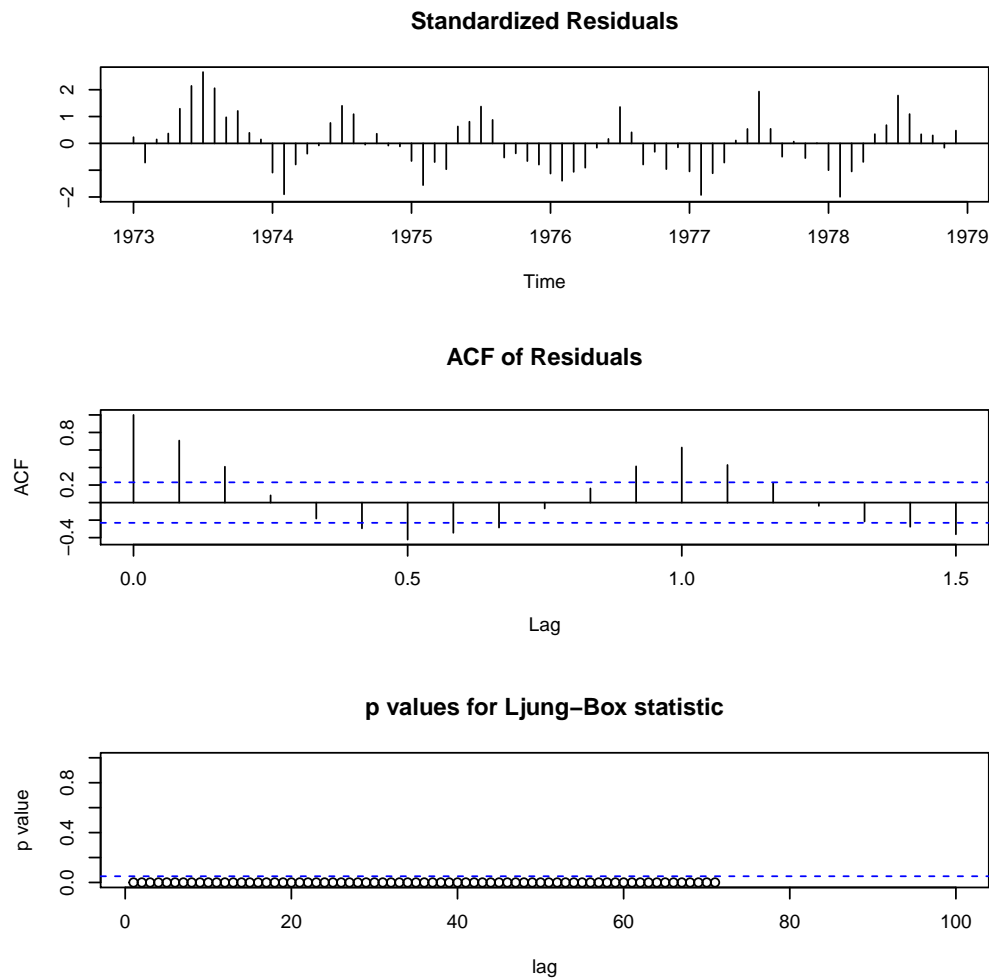 Standardized Residuals
2
1
0
−2
1973 1974 1975 1976 1977 1978 1979
Time
ACF of Residuals
ACF
0.8
0.2
−0.4
0.0 0.5 1.0 1.5
Lag
p values for Ljung−Box statistic
p value
0.8
0.4
0.0
0 20 40 60 80 100
lag